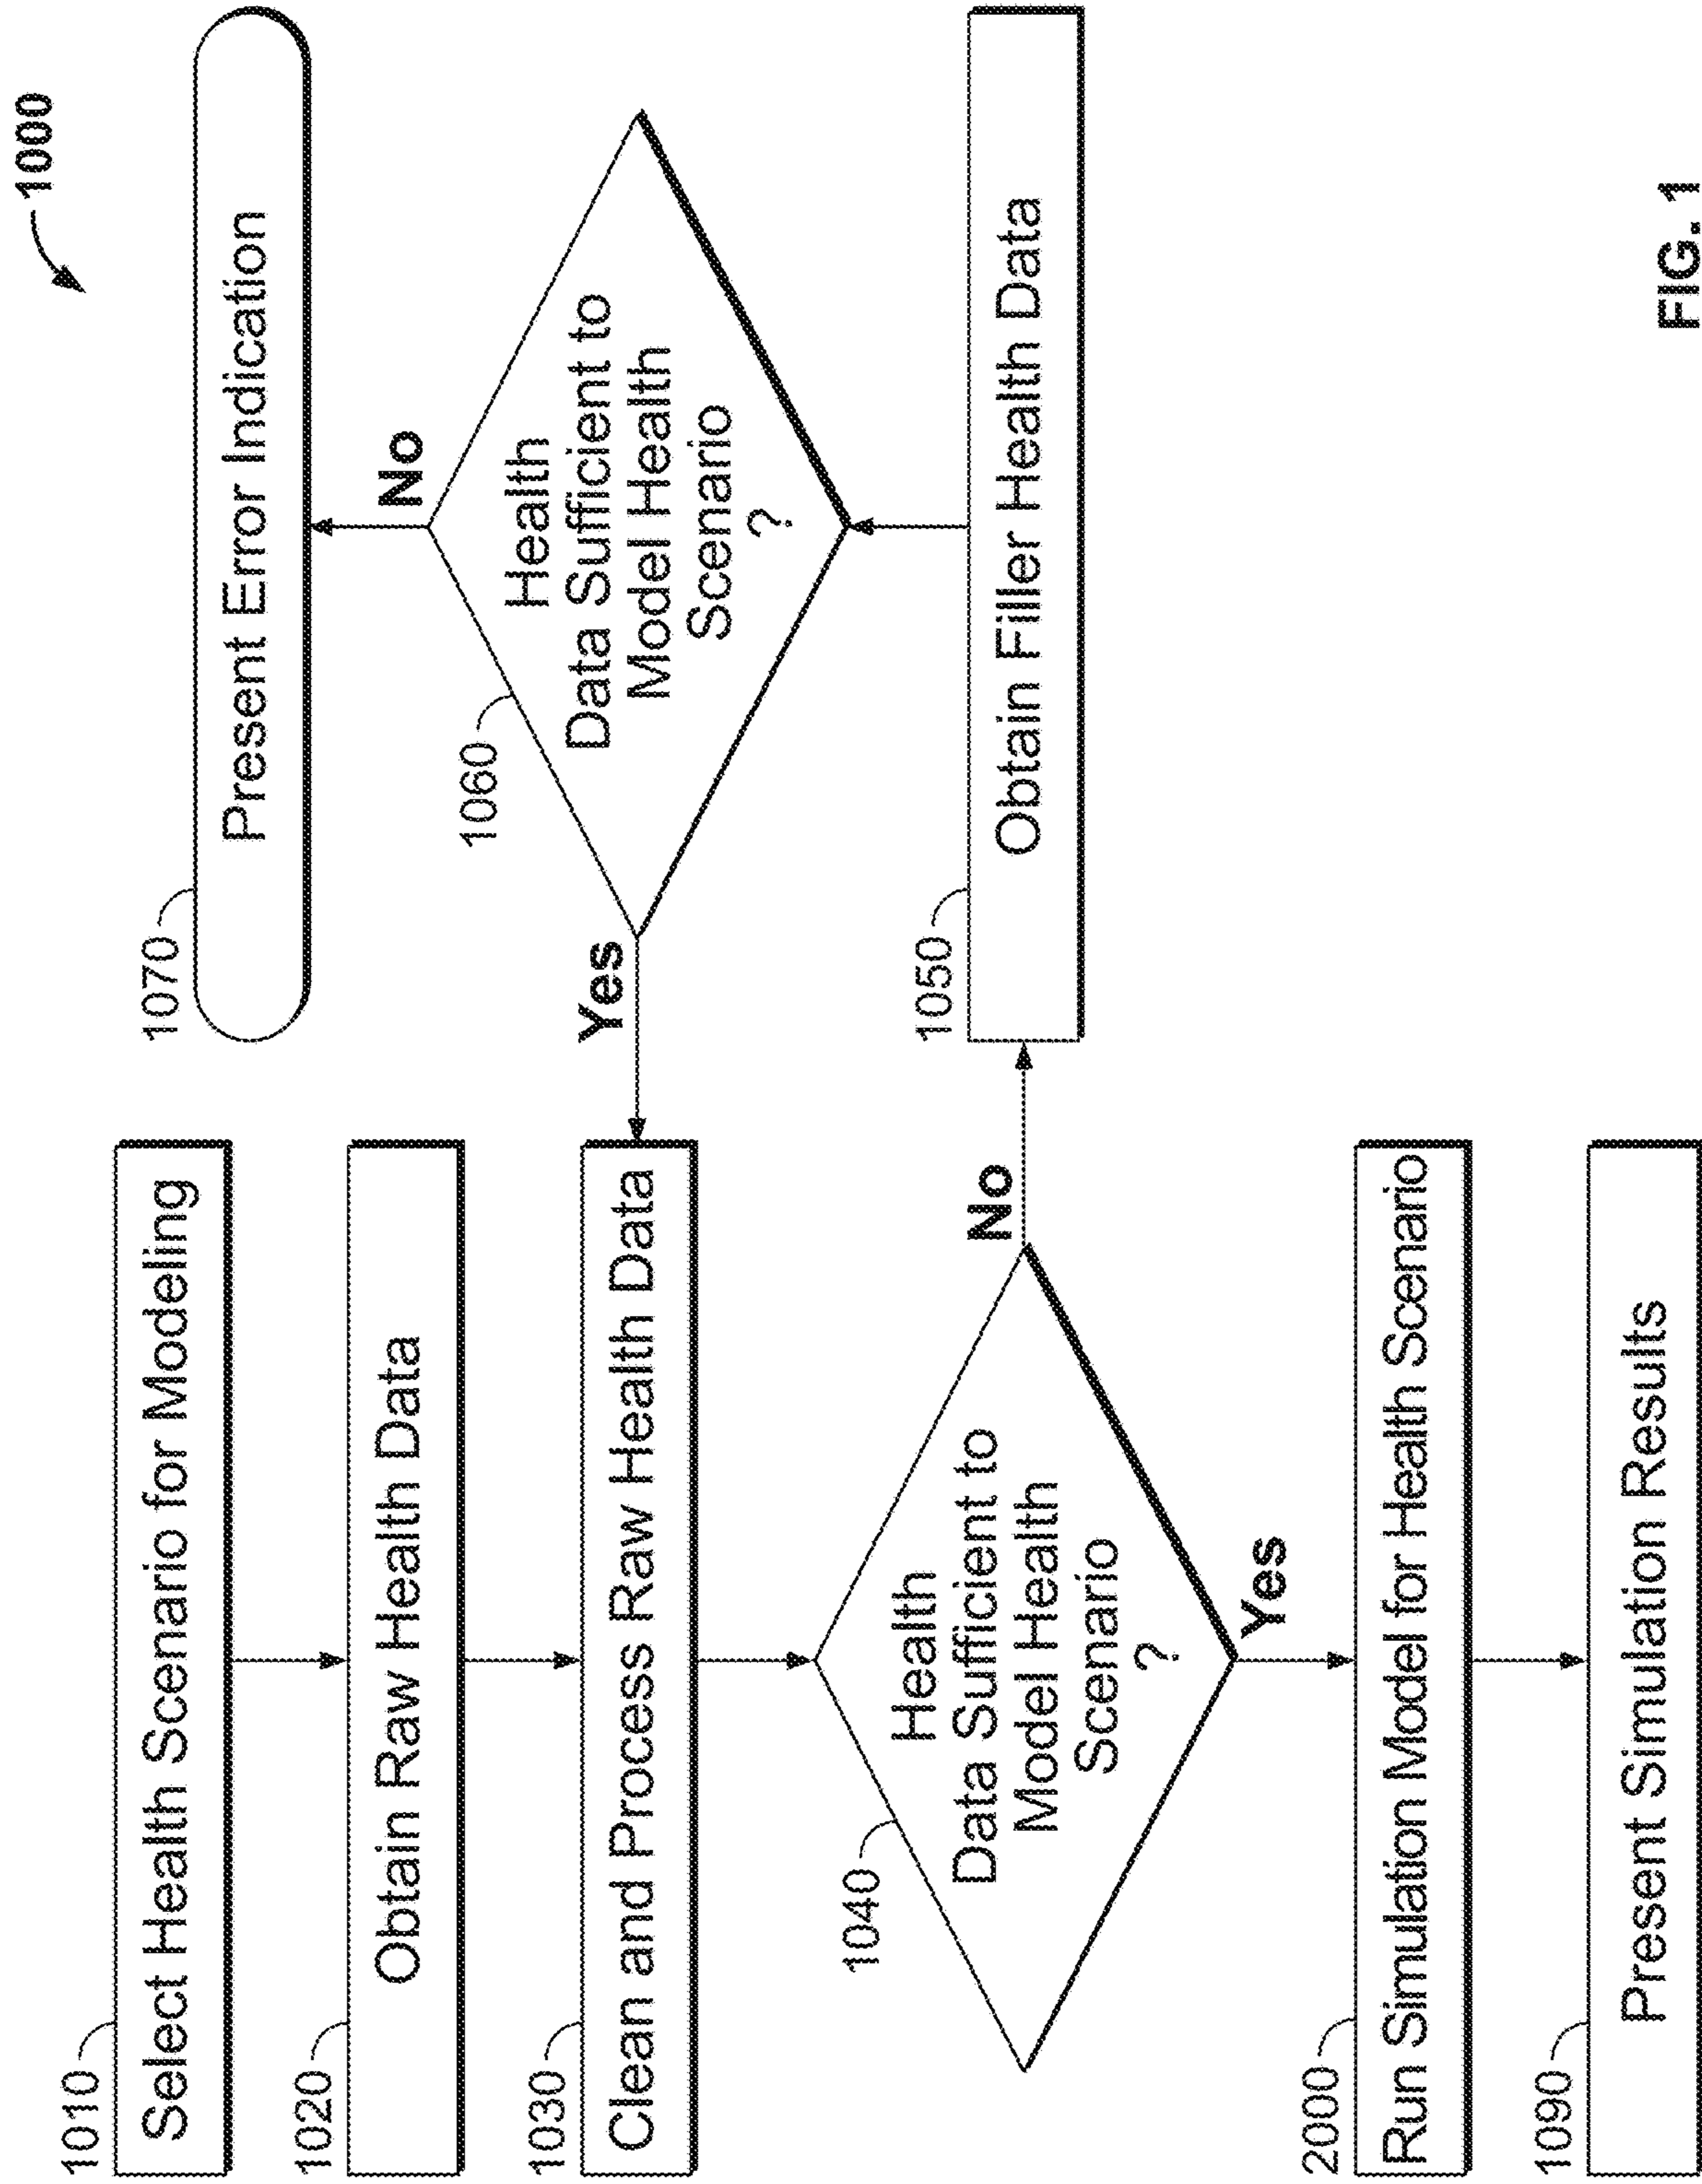 1000
1010
Select Health Scenario for Modeling
1020
Obtain Raw Health Data
1030
Clean and Process Raw Health Data
1040
Health
Data Sufficient to
Model Health
Scenario
?
No
Yes
2000
Run Simulation Model for Health Scenario
1090
Present Simulation Results
1070
Present Error Indication
No
1060
Health
Data Sufficient to
Model Health
Scenario
?
Yes
1050
Obtain Filler Health Data
FIG. 1